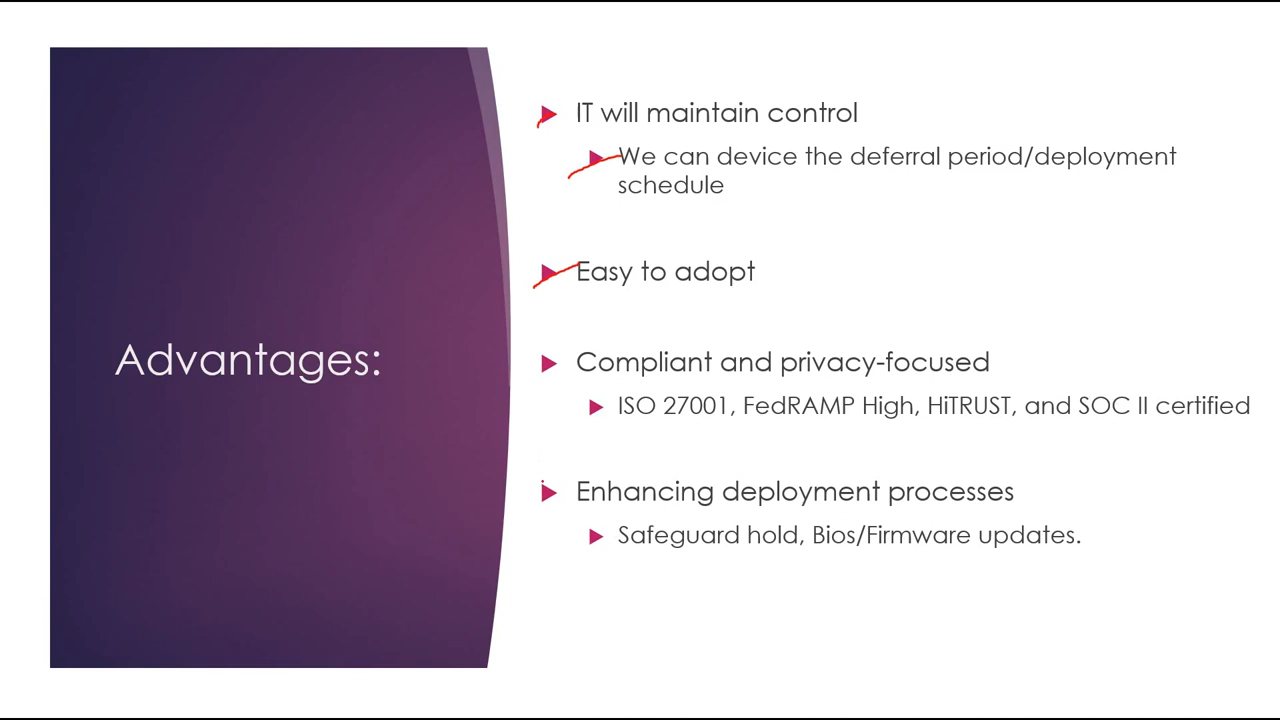 Advantages:
IT will maintain control
We can device the deferral period/deployment
schedule
Easy to adopt
Compliant and privacy-focused
ISO 27001, FedRAMP High, HiTRUST, and SOC II certified
Enhancing deployment processes
Safeguard hold, Bios/Firmware updates.